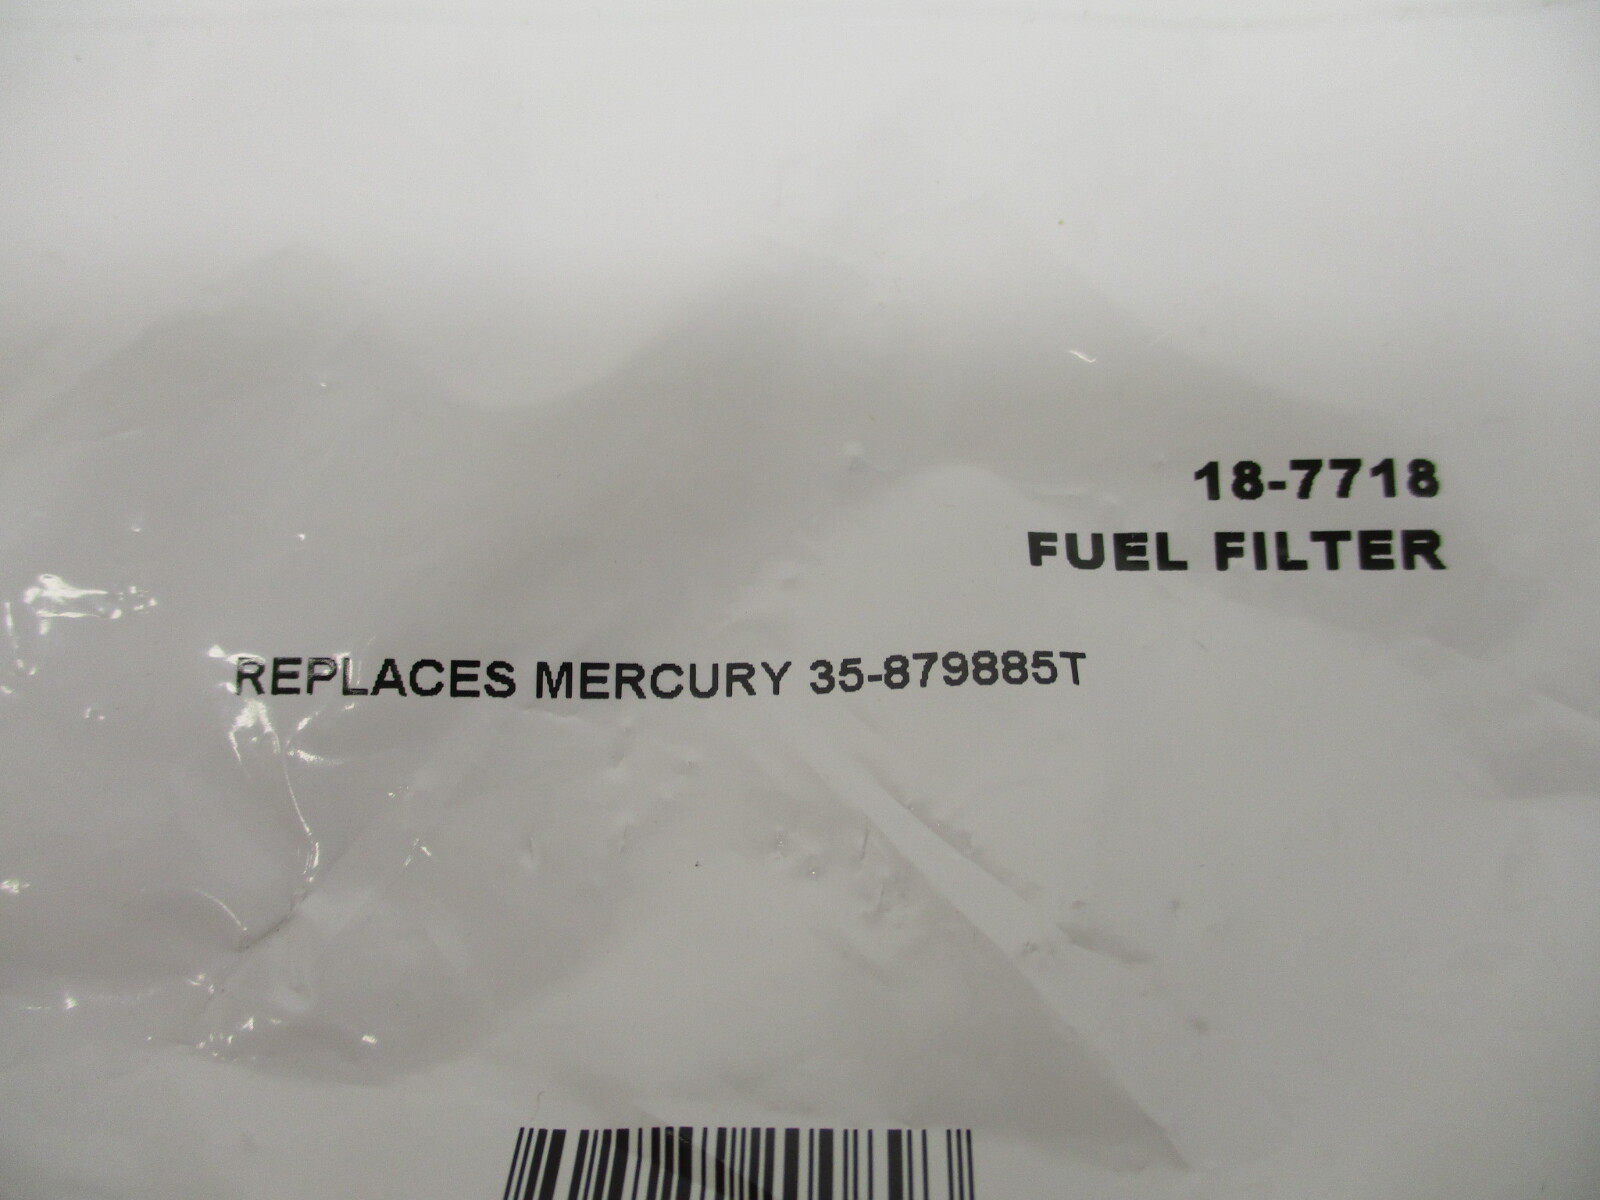 18-7718
FUEL FILTER
REPLACES MERCURY 35-879885T